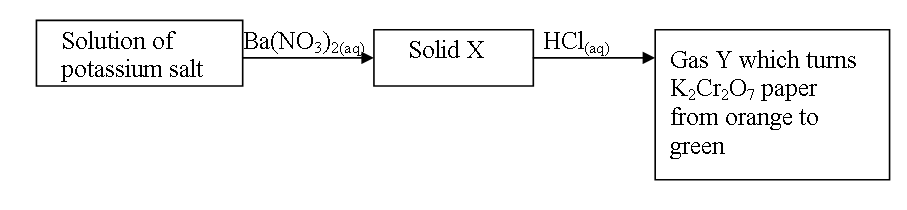 Solution of
potassium salt
Ba(NO₃)₂(aq)
Solid X
HCl(aq)
Gas Y which turns
K₂Cr₂O₇ paper
from orange to
green